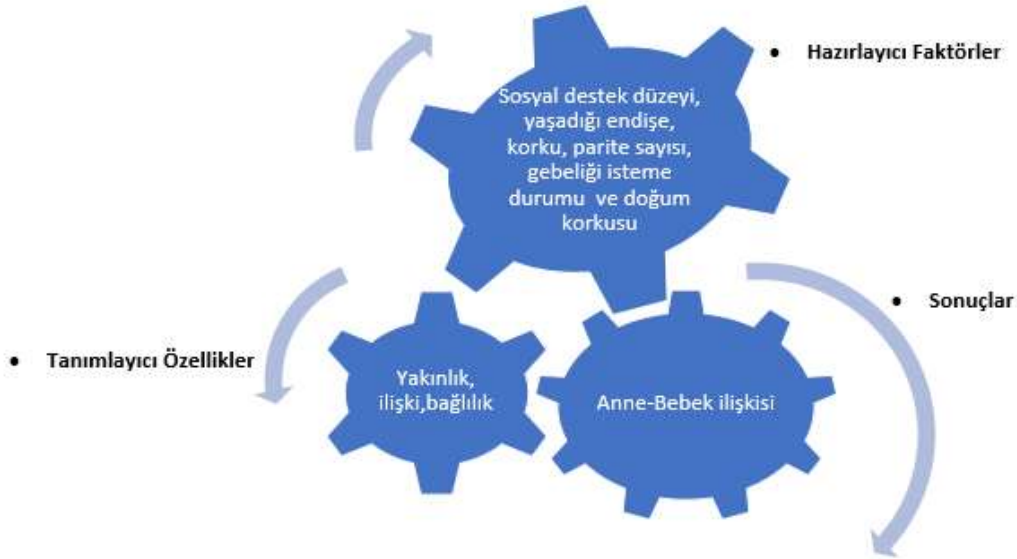 Hazırlayıcı Faktörler
Sosyal destek düzeyi,
yaşadığı endişe,
korku, parite sayısı,
gebeliği isteme
durumu ve doğum
korkusu
Sonuçlar
Tanımlayıcı Özellikler
Yakınlık,
ilişki,bağlılık
Anne-Bebek ilişkisi